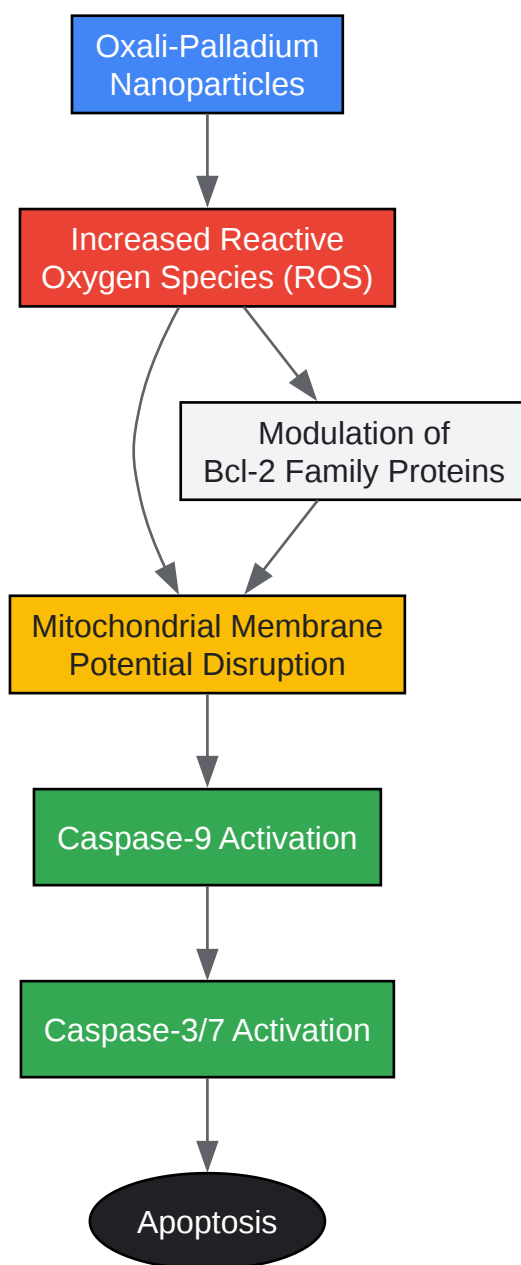 Oxali-Palladium
Nanoparticles
Increased Reactive
Oxygen Species (ROS)
Modulation of
Bcl-2 Family Proteins
Mitochondrial Membrane
Potential Disruption
Caspase-9 Activation
Caspase-3/7 Activation
Apoptosis